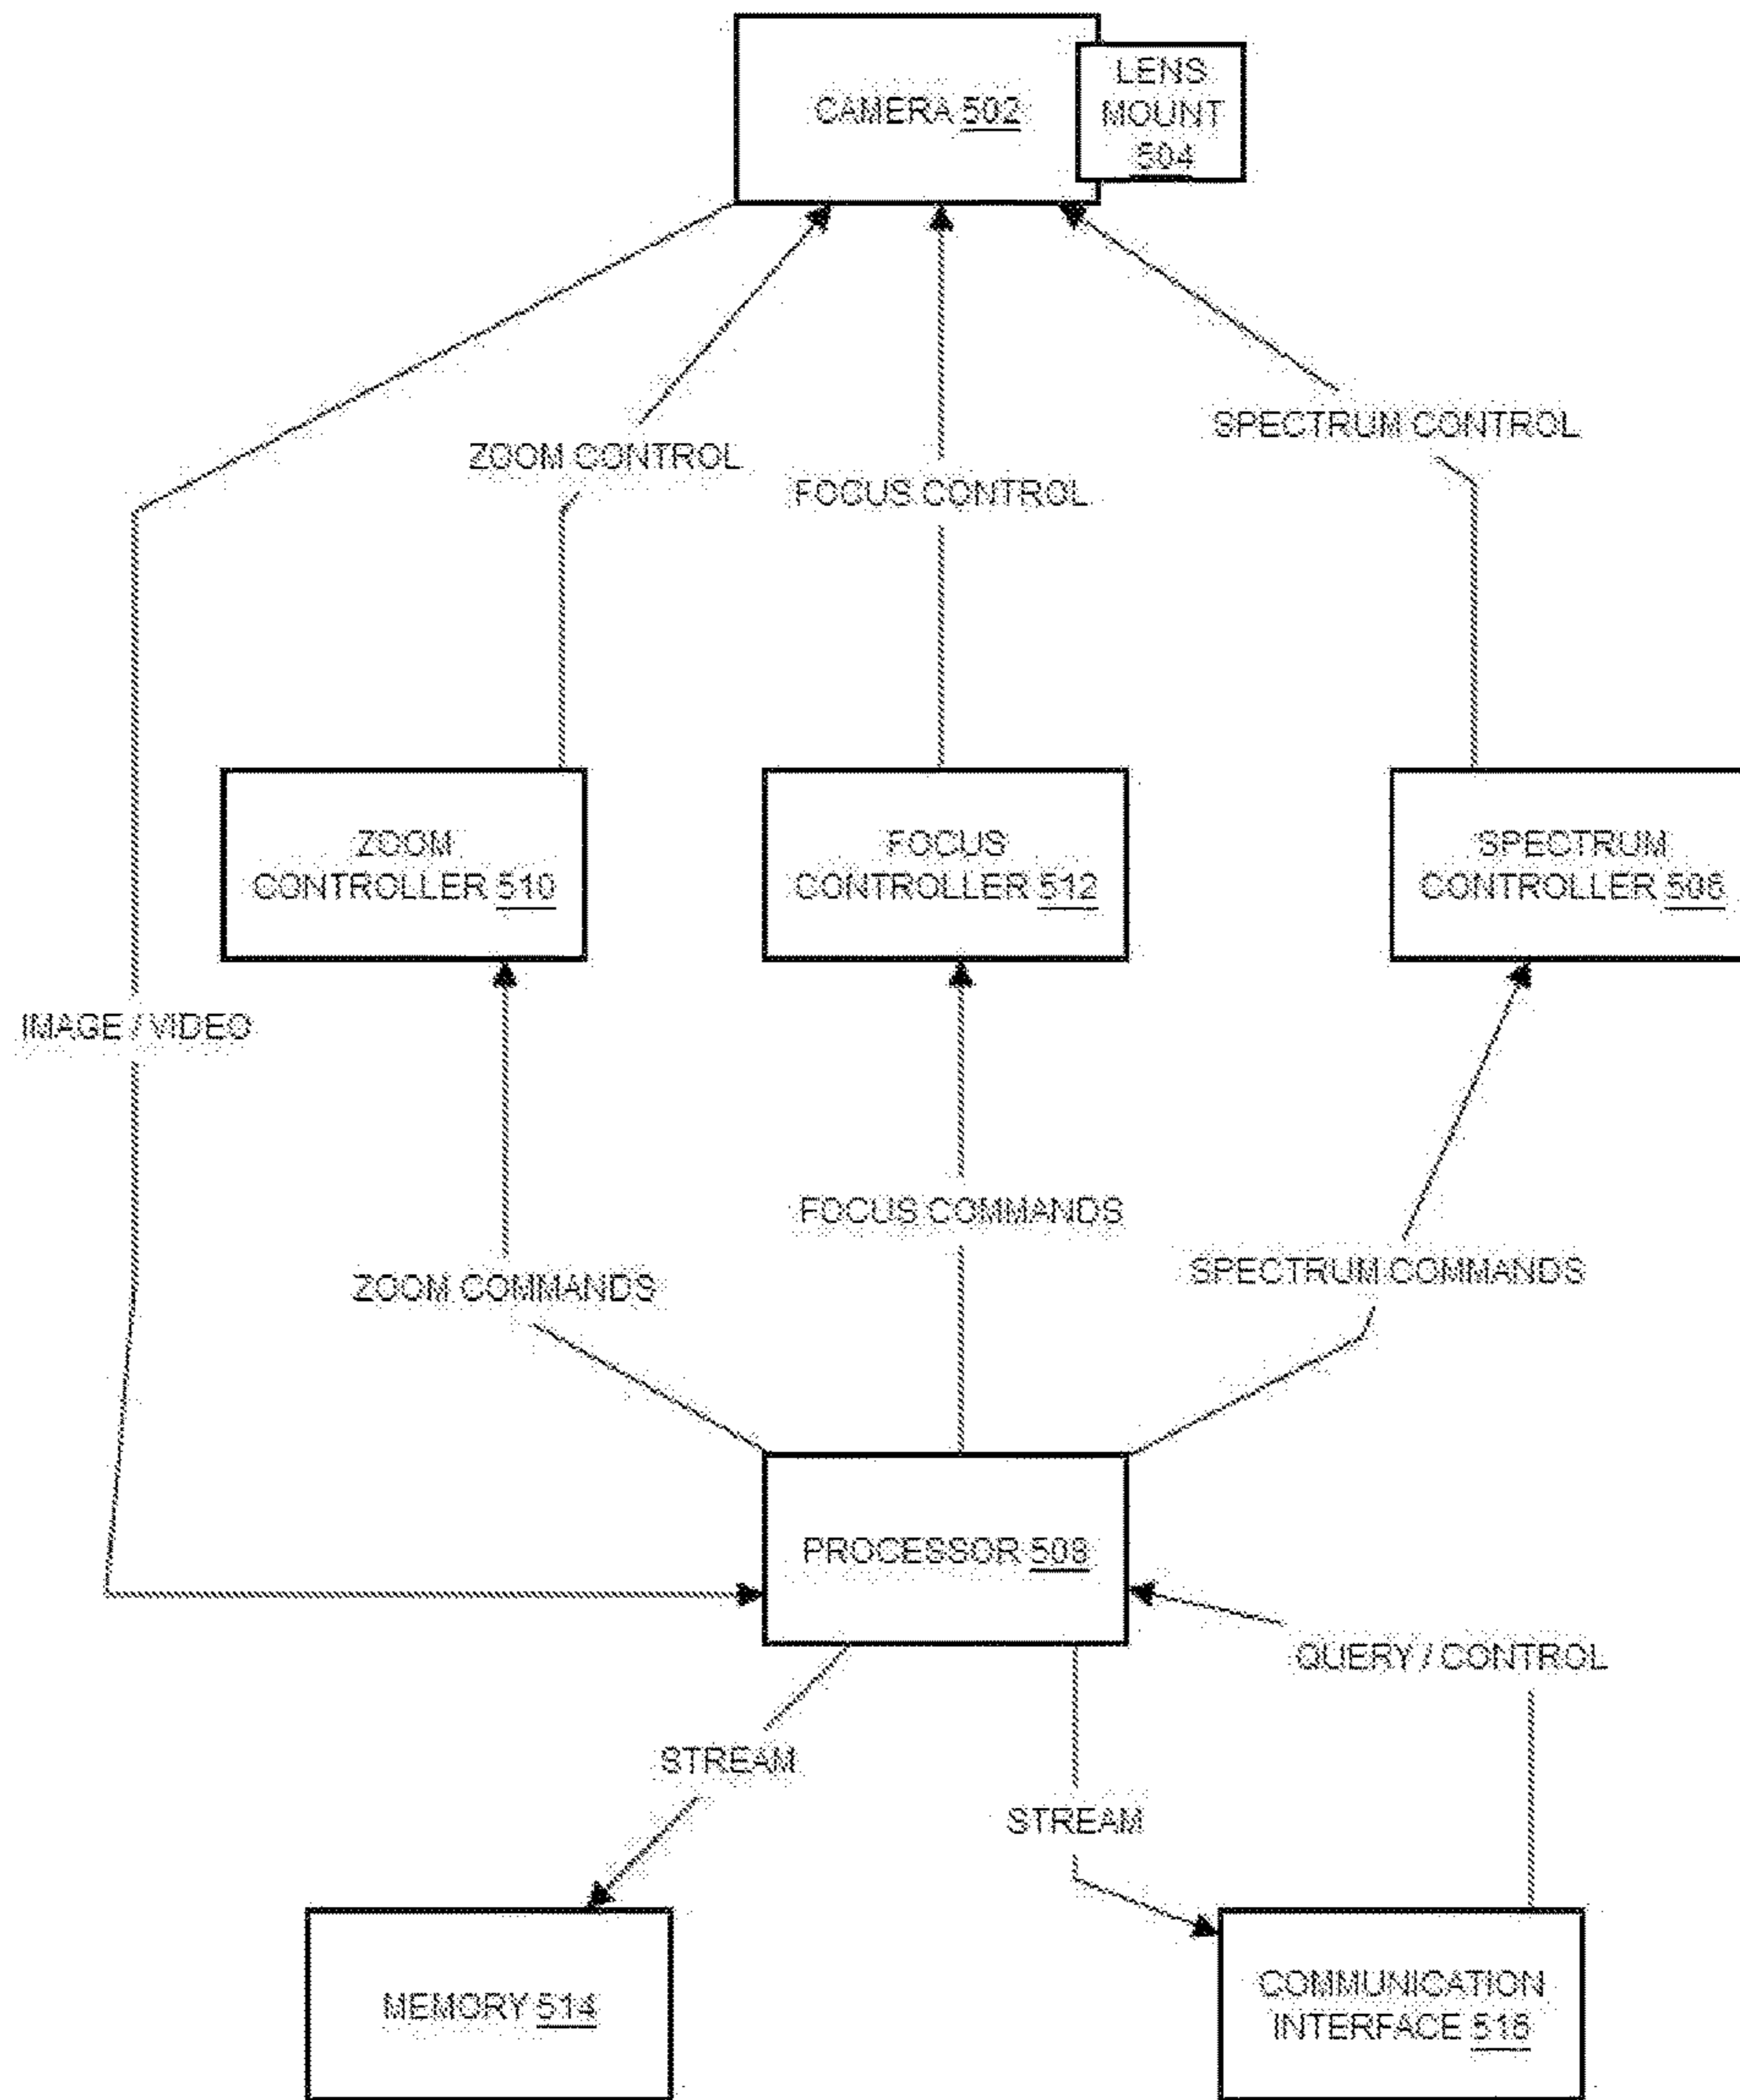 CAMERA 502
LENS
MOUNT
504
ZOOM CONTROL
FOCUS CONTROL
SPECTRUM CONTROL
ZOOM
CONTROLLER 510
FOCUS
CONTROLLER 512
SPECTRUM
CONTROLLER 506
IMAGE / VIDEO
ZOOM COMMANDS
FOCUS COMMANDS
SPECTRUM COMMANDS
PROCESSOR 508
QUERY / CONTROL
STREAM
STREAM
MEMORY 514
COMMUNICATION
INTERFACE 516